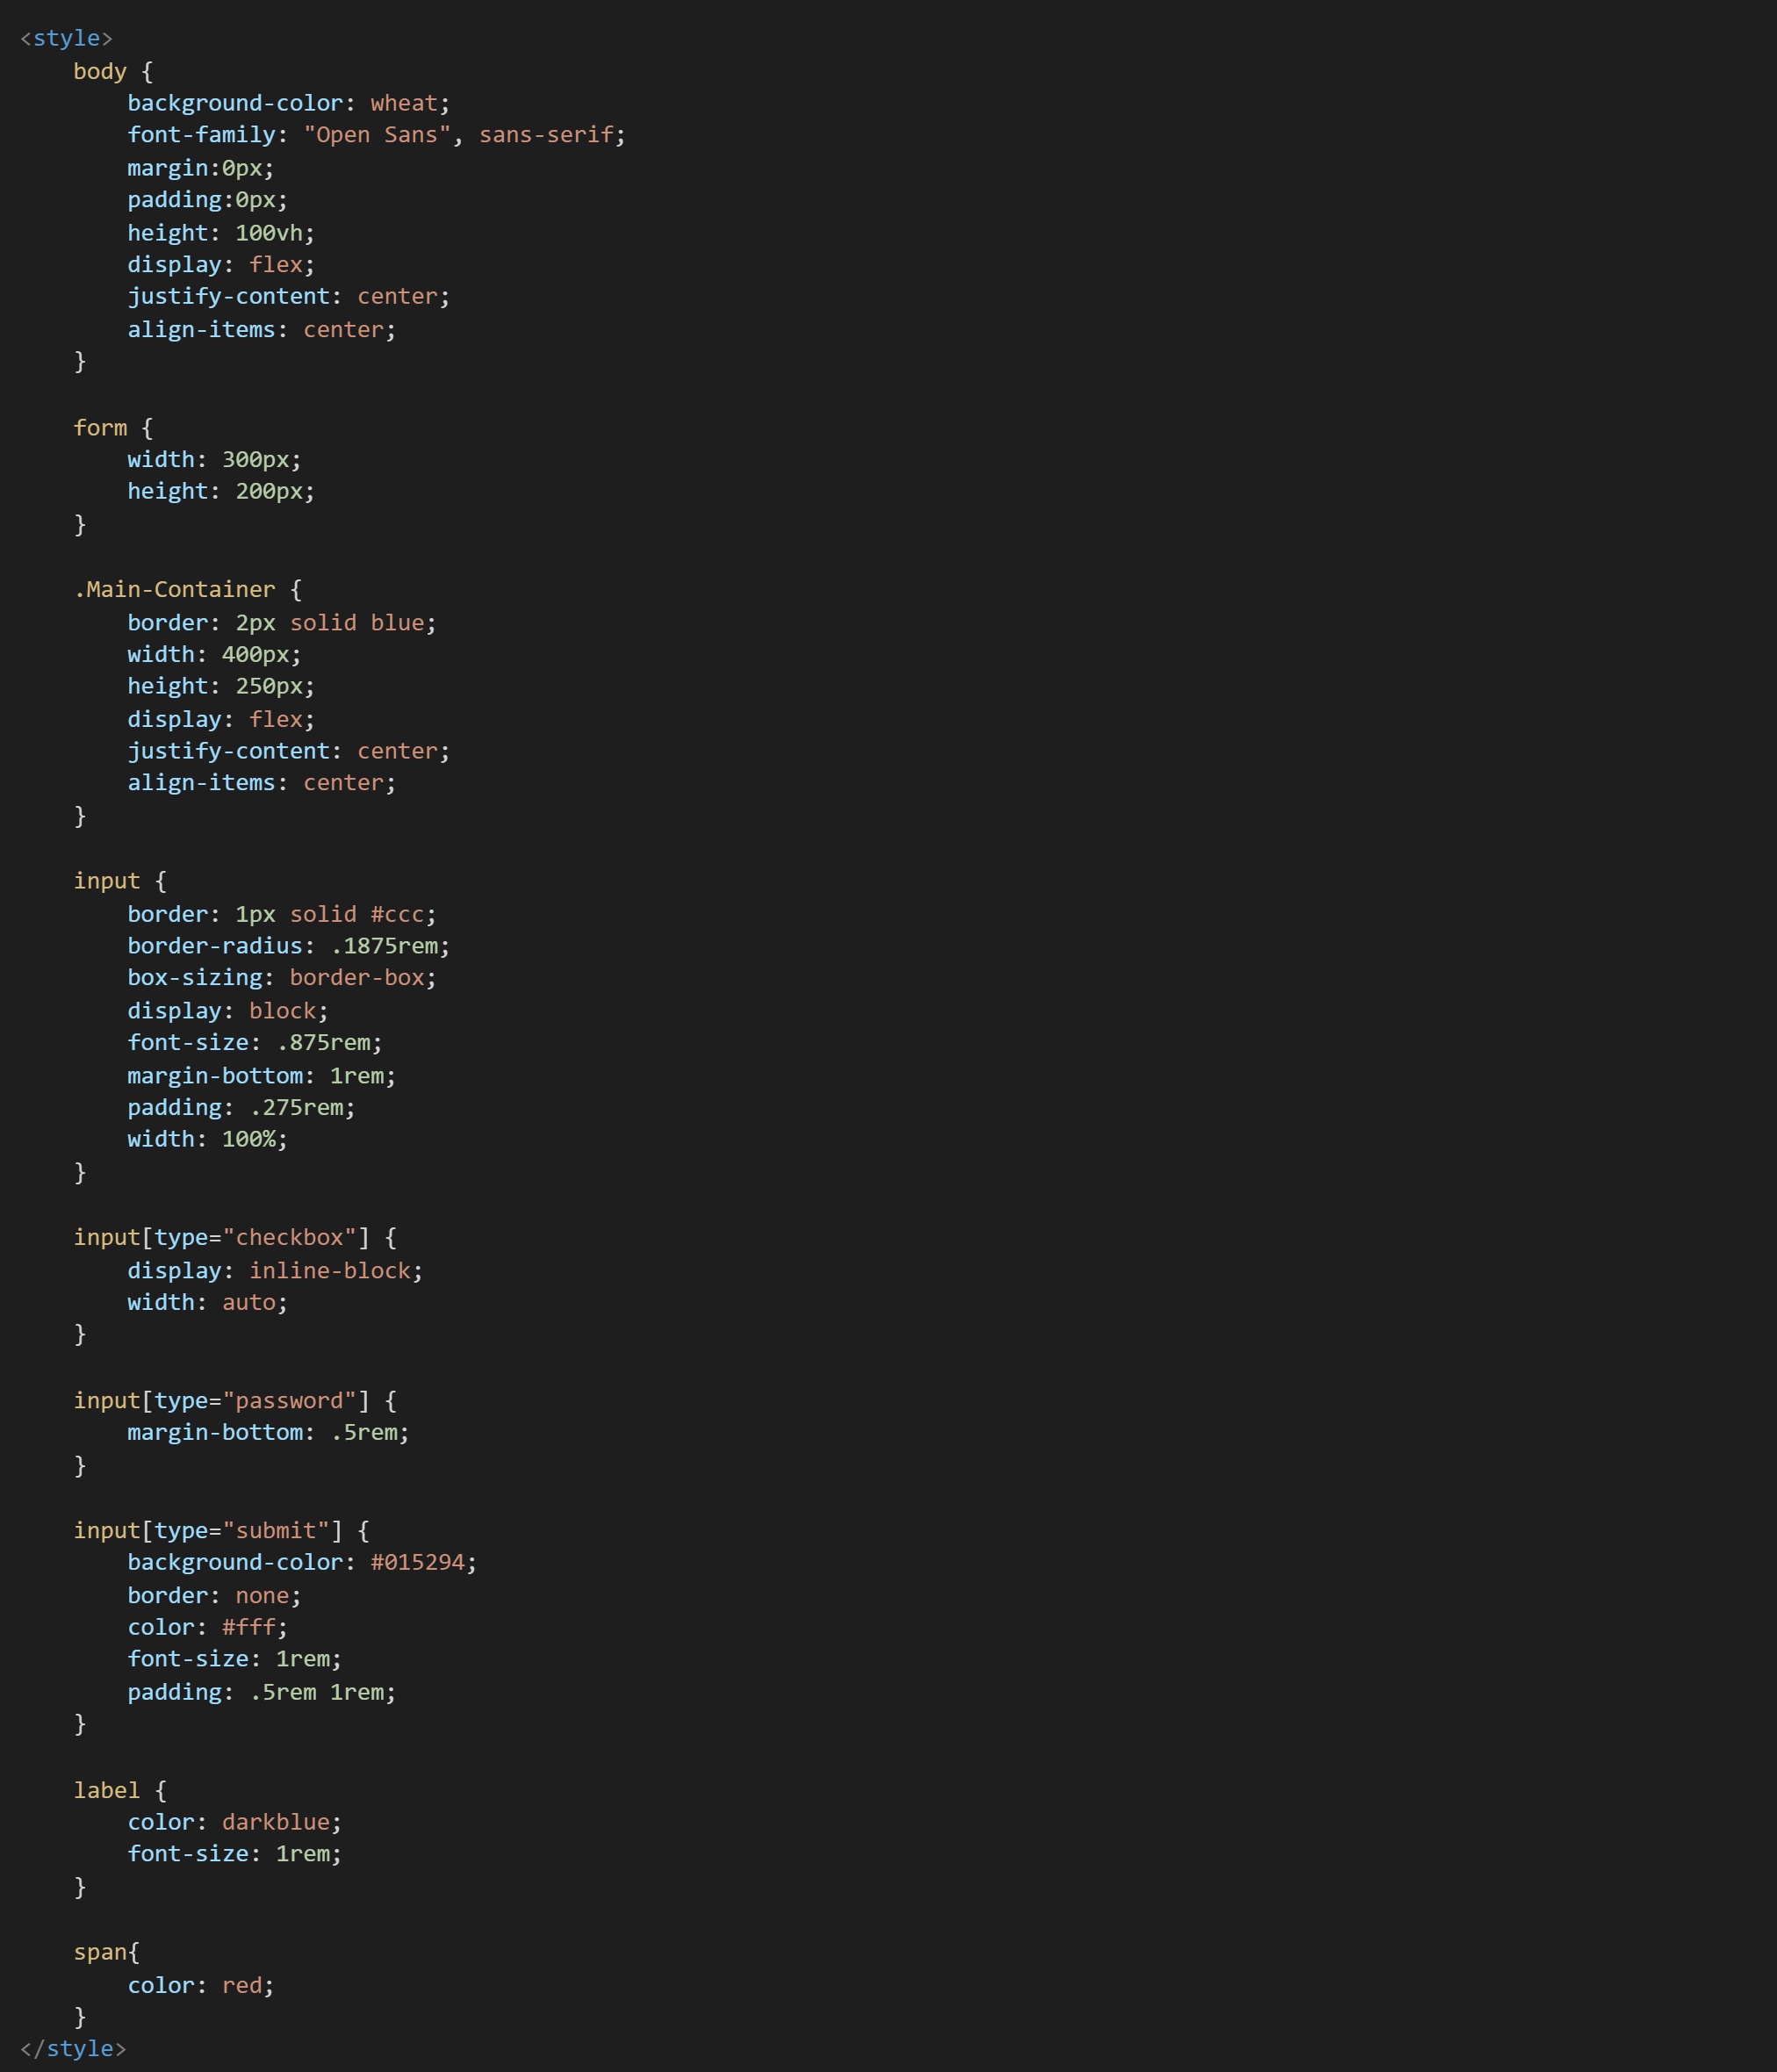 <style>
    body {
        background-color: wheat;
        font-family: "Open Sans", sans-serif;
        margin:0px;
        padding:0px;
        height: 100vh;
        display: flex;
        justify-content: center;
        align-items: center;
    }

    form {
        width: 300px;
        height: 200px;
    }

    .Main-Container {
        border: 2px solid blue;
        width: 400px;
        height: 250px;
        display: flex;
        justify-content: center;
        align-items: center;
    }

    input {
        border: 1px solid #ccc;
        border-radius: .1875rem;
        box-sizing: border-box;
        display: block;
        font-size: .875rem;
        margin-bottom: 1rem;
        padding: .275rem;
        width: 100%;
    }

    input[type="checkbox"] {
        display: inline-block;
        width: auto;
    }

    input[type="password"] {
        margin-bottom: .5rem;
    }

    input[type="submit"] {
        background-color: #015294;
        border: none;
        color: #fff;
        font-size: 1rem;
        padding: .5rem 1rem;
    }

    label {
        color: darkblue;
        font-size: 1rem;
    }

    span{
        color: red;
    }
</style>